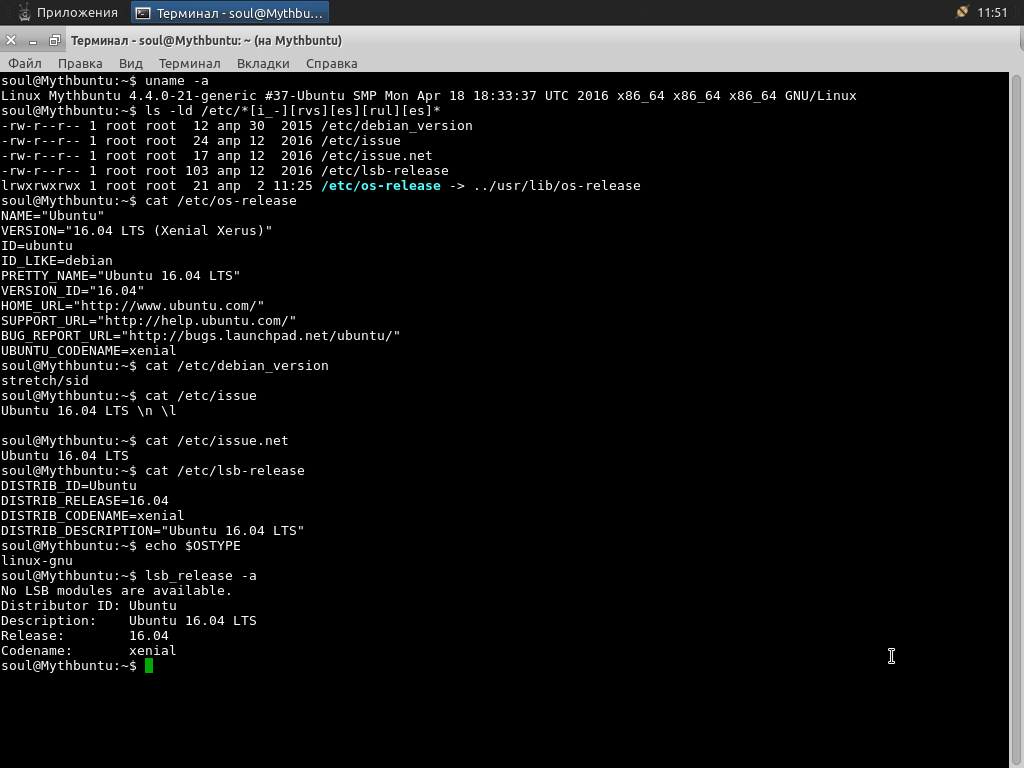 Приложения
Терминал - soul@Mythbu...
11:51
Терминал - soul@Mythbuntu: ~ (на Mythbuntu)
Файл Правка Вид Терминал Вкладки Справка
soul@Mythbuntu:~$ uname -a
Linux Mythbuntu 4.4.0-21-generic #37-Ubuntu SMP Mon Apr 18 18:33:37 UTC 2016 x86_64 x86_64 x86_64 GNU/Linux
soul@Mythbuntu:~$ ls -ld /etc/*[i_-][rvs][es][rul][es]*
-rw-r--r-- 1 root root  12 апр 30  2015 /etc/debian_version
-rw-r--r-- 1 root root  24 апр 12  2016 /etc/issue
-rw-r--r-- 1 root root  17 апр 12  2016 /etc/issue.net
-rw-r--r-- 1 root root 103 апр 12  2016 /etc/lsb-release
lrwxrwxrwx 1 root root  21 апр  2 11:25 /etc/os-release -> ../usr/lib/os-release
soul@Mythbuntu:~$ cat /etc/os-release
NAME="Ubuntu"
VERSION="16.04 LTS (Xenial Xerus)"
ID=ubuntu
ID_LIKE=debian
PRETTY_NAME="Ubuntu 16.04 LTS"
VERSION_ID="16.04"
HOME_URL="http://www.ubuntu.com/"
SUPPORT_URL="http://help.ubuntu.com/"
BUG_REPORT_URL="http://bugs.launchpad.net/ubuntu/"
UBUNTU_CODENAME=xenial
soul@Mythbuntu:~$ cat /etc/debian_version
stretch/sid
soul@Mythbuntu:~$ cat /etc/issue
Ubuntu 16.04 LTS \n \l
soul@Mythbuntu:~$ cat /etc/issue.net
Ubuntu 16.04 LTS
soul@Mythbuntu:~$ cat /etc/lsb-release
DISTRIB_ID=Ubuntu
DISTRIB_RELEASE=16.04
DISTRIB_CODENAME=xenial
DISTRIB_DESCRIPTION="Ubuntu 16.04 LTS"
soul@Mythbuntu:~$ echo $OSTYPE
linux-gnu
soul@Mythbuntu:~$ lsb_release -a
No LSB modules are available.
Distributor ID: Ubuntu
Description:    Ubuntu 16.04 LTS
Release:        16.04
Codename:       xenial
soul@Mythbuntu:~$